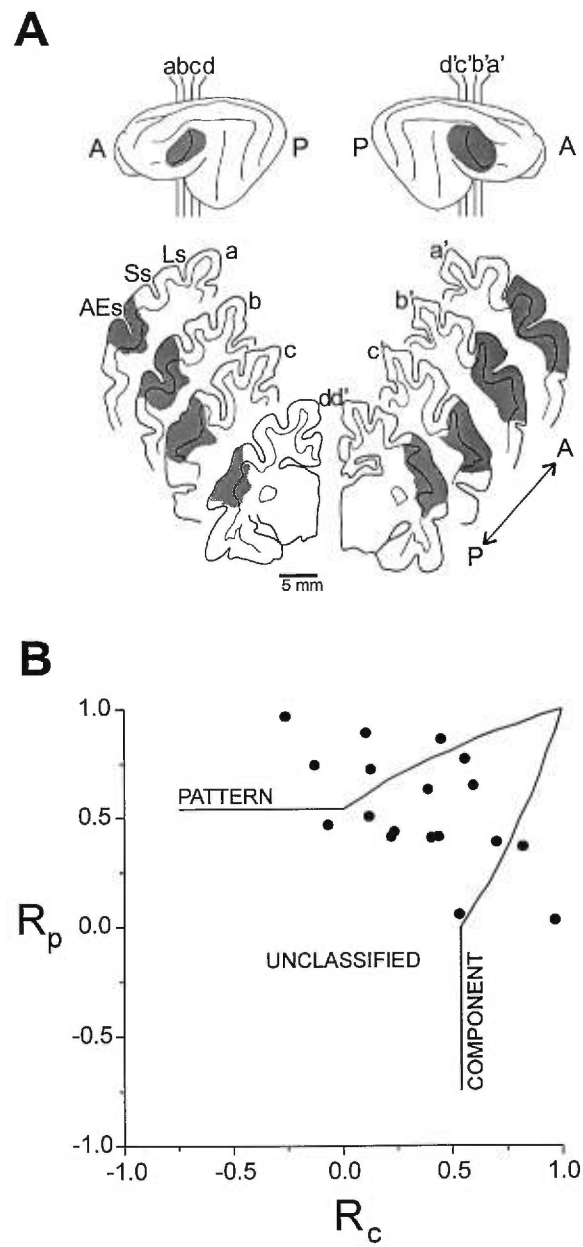 A
abcd d'c'b'a'
A P P A
Ls a a'
Ss
AEs b b'
c c'
dd'
A
P
5 mm
B
1.0
PATTERN
0.5
Rp 0.0
UNCLASSIFIED
COMPONENT
-0.5
-1.0
-1.0 -0.5 0.0 0.5 1.0
Rc